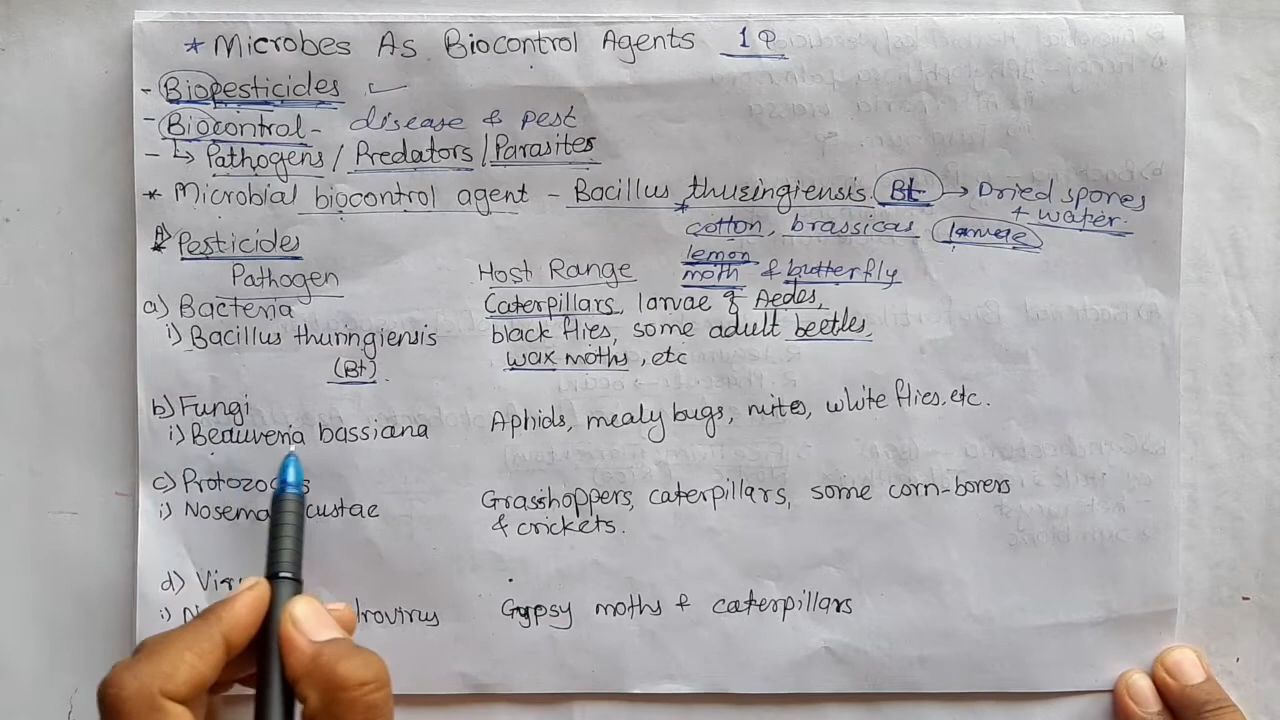 * Microbes As Biocontrol Agents 1Q
- Biopesticides
- Biocontrol - disease & pest
- ↳ Pathogens / Predators / Parasites
* Microbial biocontrol agent - Bacillus thuringiensis. Bt → Dried spores + water.
cotton, brassicas larvae
lemon
moth & butterfly
A) Pesticides
Pathogen Host Range
a) Bacteria Caterpillars, larvae of Aedes,
i) Bacillus thuringiensis black flies, some adult beetles,
(Bt). wax moths, etc
b) Fungi Aphids, mealy bugs, mites, white flies, etc.
i) Beauveria bassiana
c) Protozoans Grasshoppers, caterpillars, some corn-borers
i) Nosema custae & crickets.
d)
i) Gypsy moths & caterpillars